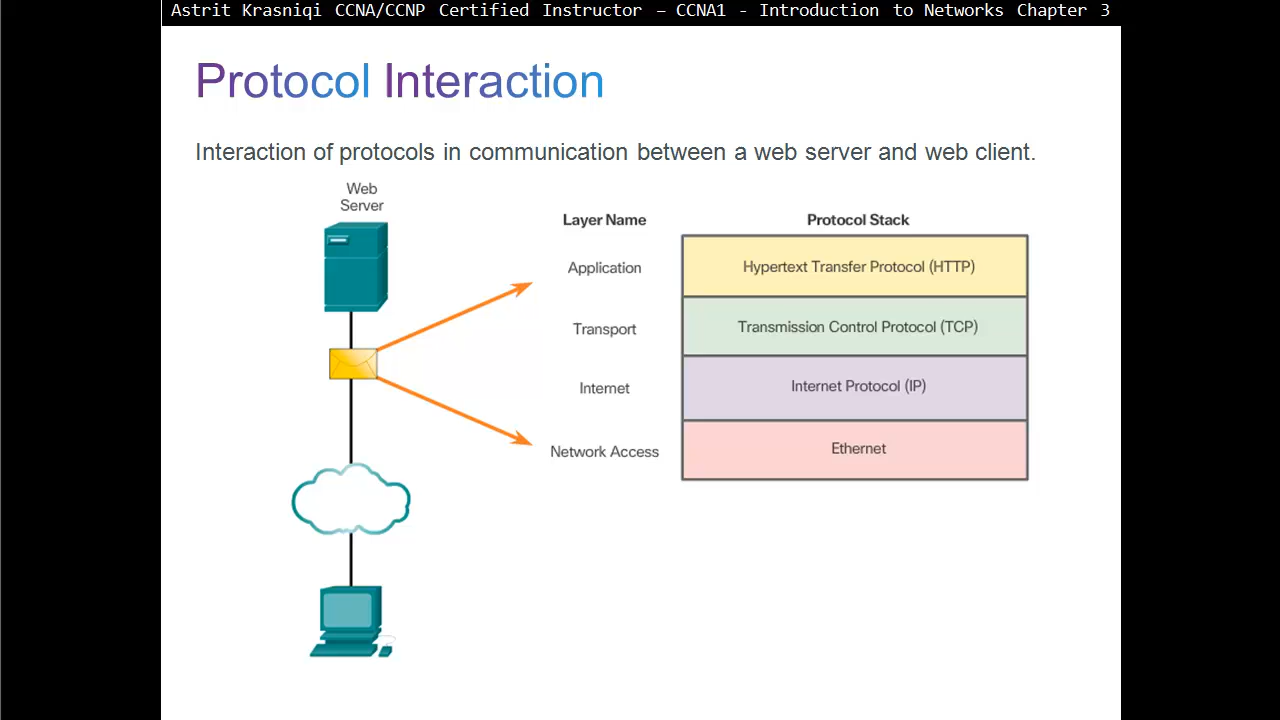 Astrit Krasniqi CCNA/CCNP Certified Instructor – CCNA1 - Introduction to Networks Chapter 3
Protocol Interaction
Interaction of protocols in communication between a web server and web client.
Web
Server
Layer Name
Protocol Stack
Application
Hypertext Transfer Protocol (HTTP)
Transport
Transmission Control Protocol (TCP)
Internet
Internet Protocol (IP)
Network Access
Ethernet